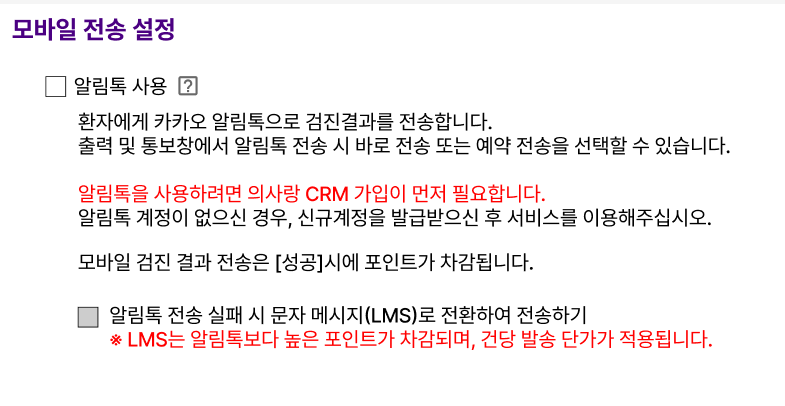 모바일 전송 설정
알림톡 사용 ?
환자에게 카카오 알림톡으로 검진결과를 전송합니다.
출력 및 통보창에서 알림톡 전송 시 바로 전송 또는 예약 전송을 선택할 수 있습니다.
알림톡을 사용하려면 의사랑 CRM 가입이 먼저 필요합니다.
알림톡 계정이 없으신 경우, 신규계정을 발급받으신 후 서비스를 이용해주십시오.
모바일 검진 결과 전송은 [성공]시에 포인트가 차감됩니다.
알림톡 전송 실패 시 문자 메시지(LMS)로 전환하여 전송하기
※ LMS는 알림톡보다 높은 포인트가 차감되며, 건당 발송 단가가 적용됩니다.